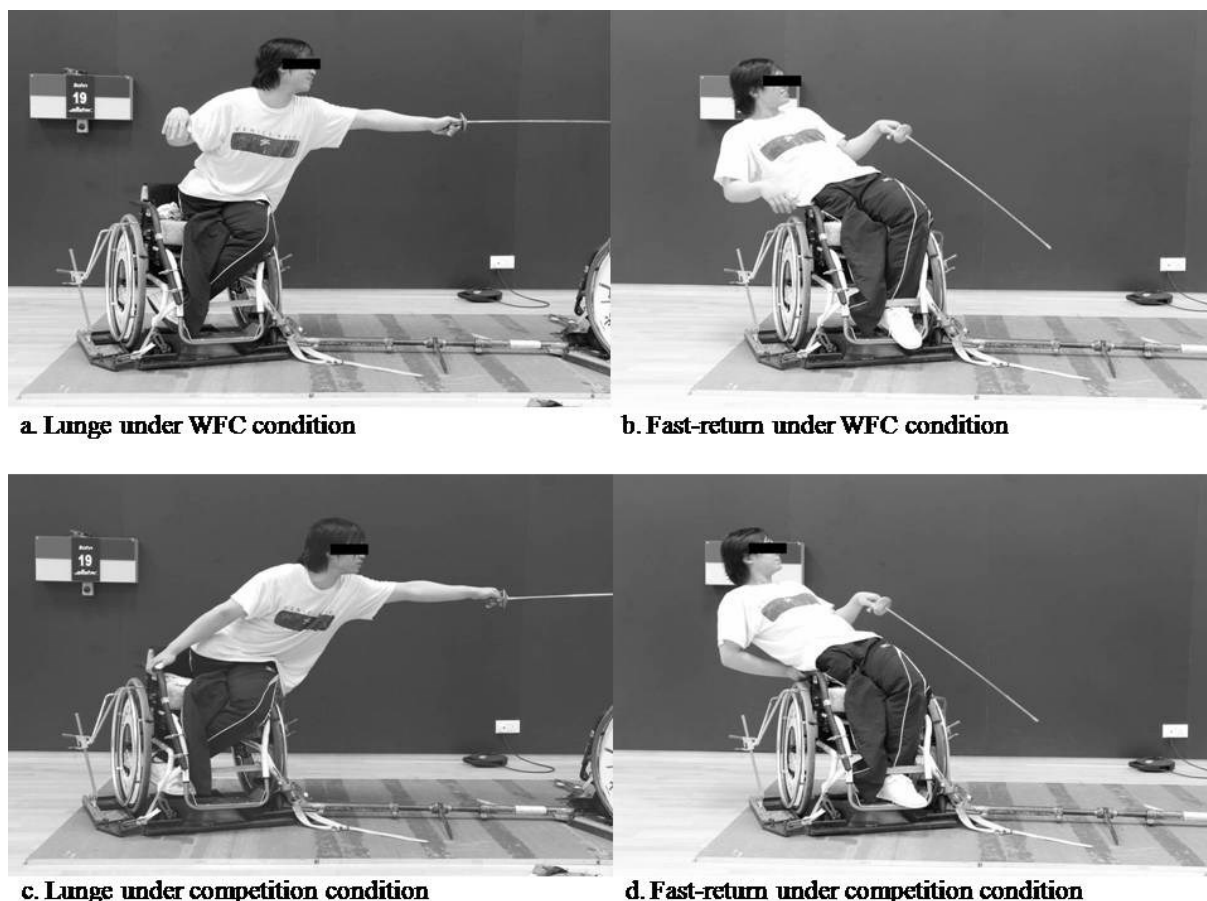 19
a. Lunge under WFC condition
b. Fast-return under WFC condition
19
c. Lunge under competition condition
d. Fast-return under competition condition